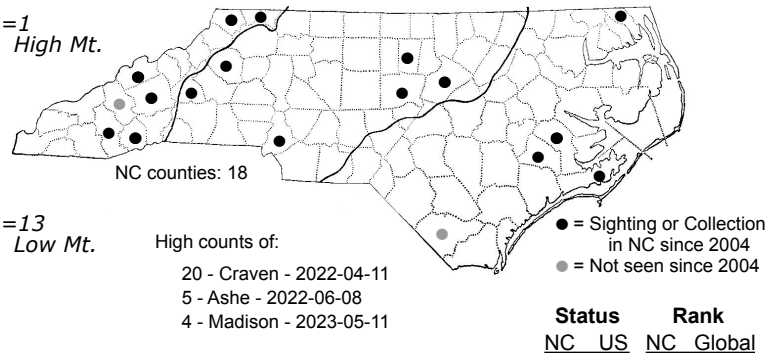 =1
High Mt.
NC counties: 18
=13
Low Mt.
High counts of:
20 - Craven - 2022-04-11
5 - Ashe - 2022-06-08
4 - Madison - 2023-05-11
● = Sighting or Collection
in NC since 2004
● = Not seen since 2004
Status Rank
NC US NC Global